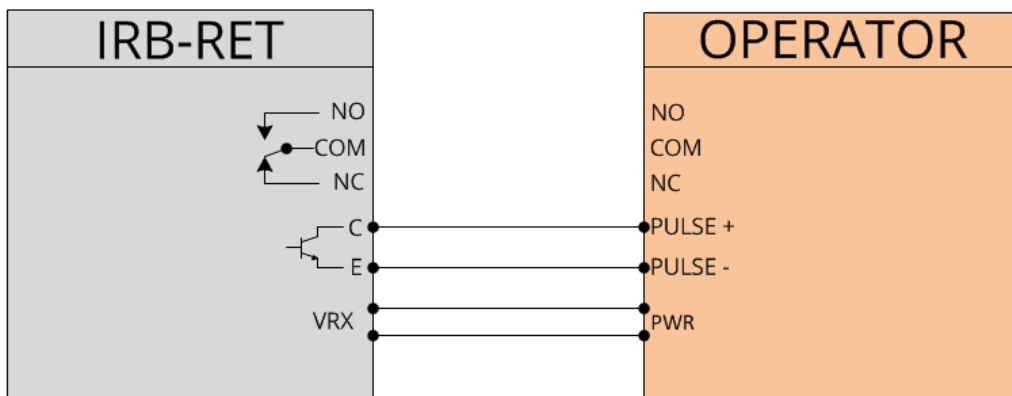 IRB-RET
NO
COM
NC
C
E
VRX
OPERATOR
NO
COM
NC
PULSE +
PULSE -
PWR